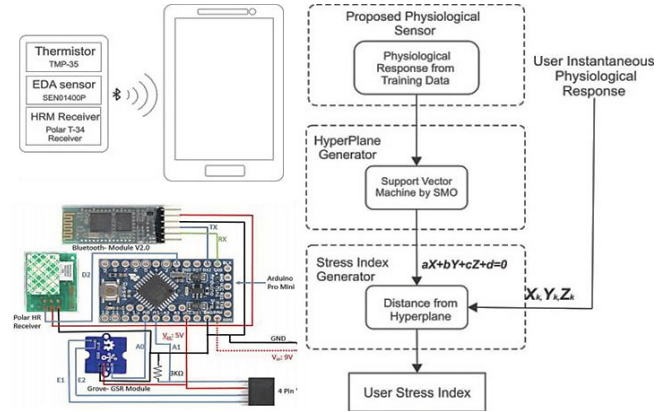 Thermistor
TMP-35
EDA sensor
SEN01400P
HRM Receiver
Polar T-34
Receiver
Bluetooth- Module V2.0
TX
RX
D2
Arduino
Pro Mini
Polar HR
Receiver
A0
A1
5V
GND
9V
3KΩ
E1
E2
Grove- GSR Module
4 Pin
Proposed Physiological
Sensor
Physiological
Response from
Training Data
User Instantaneous
Physiological
Response
HyperPlane
Generator
Support Vector
Machine by SMO
Stress Index
Generator
aX+bY+cZ+d=0
Distance from
Hyperplane
Xk,Yk,Zk
User Stress Index